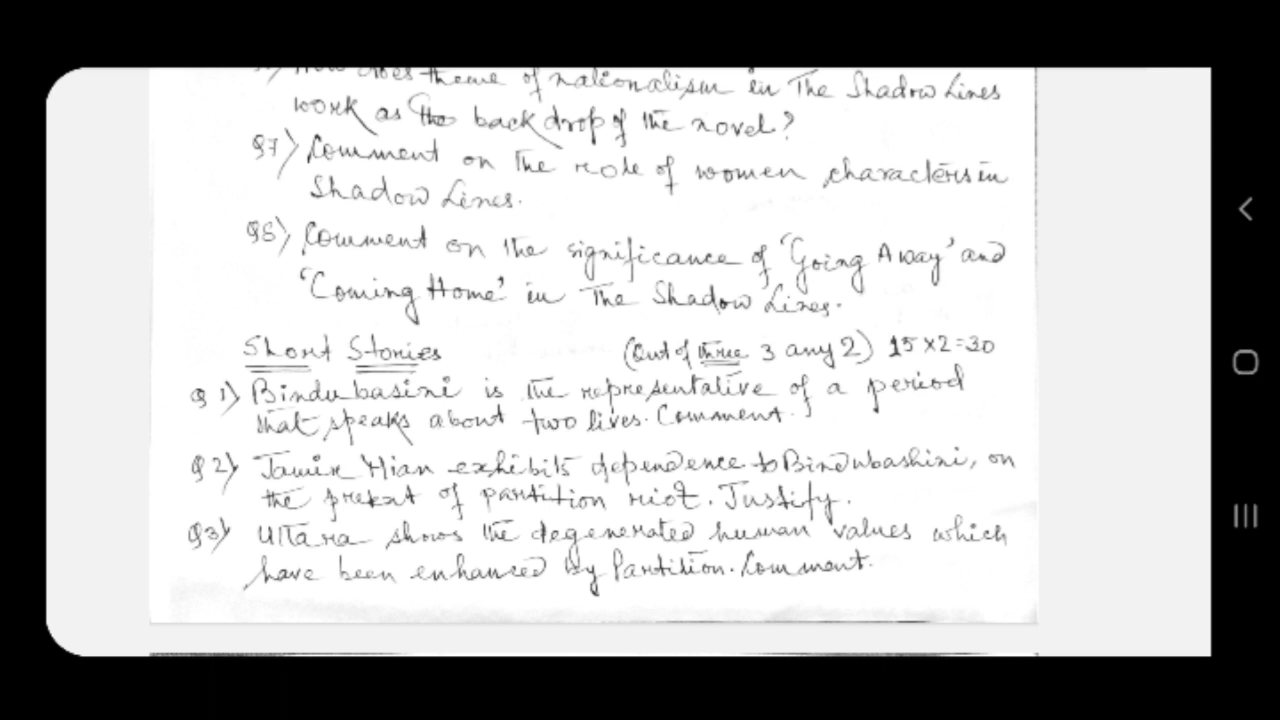 How does theme of nationalism in The Shadow Lines
work as the back drop of the novel?
Q7) Comment on the role of women characters in
Shadow Lines.
Q8) Comment on the significance of 'Going Away' and
'Coming Home' in The Shadow Lines.
Short Stories (Out of three 3 any 2) 15x2=30
Q1) Bindubasini is the representative of a period
that speaks about two lives. Comment.
Q2) Jamir Mian exhibits dependence to Bindubashini, on
the of partition riot. Justify.
Q3) Uttara shows the degenerated human values which
have been enhanced by Partition. Comment.